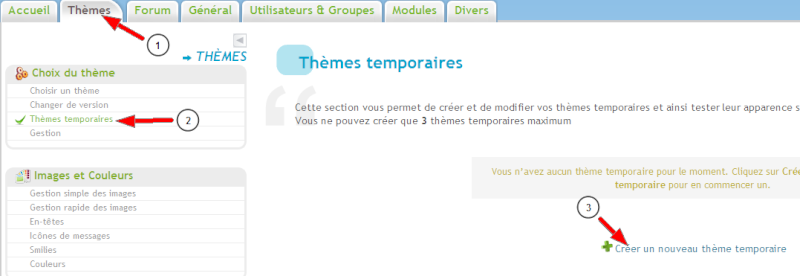 Accueil Thèmes Forum Général Utilisateurs & Groupes Modules Divers
1
THÈMES
Choix du thème
Choisir un thème
Changer de version
Thèmes temporaires
2
Gestion
Images et Couleurs
Gestion simple des images
Gestion rapide des images
En-têtes
Icônes de messages
Smilies
Couleurs
Thèmes temporaires
Cette section vous permet de créer et de modifier vos thèmes temporaires et ainsi tester leur apparence s
Vous ne pouvez créer que 3 thèmes temporaires maximum
Vous n'avez aucun thème temporaire pour le moment. Cliquez sur Crée
temporaire pour en commencer un.
3
Créer un nouveau thème temporaire